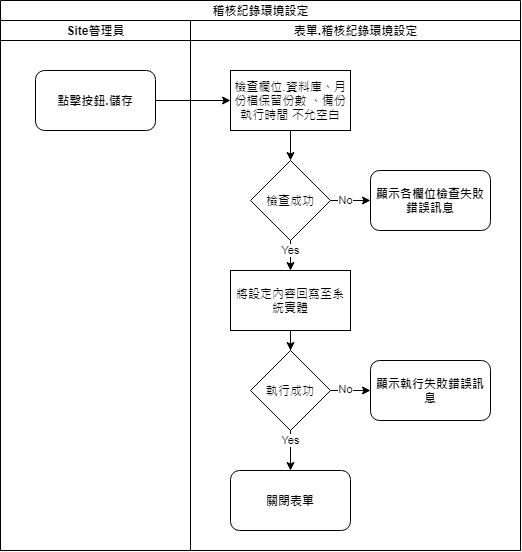 稽核紀錄環境設定
Site管理員
表單.稽核紀錄環境設定
點擊按鈕.儲存
檢查欄位.資料庫、月
份檔保留份數 、備份
執行時間 不允空白
檢查成功
No
顯示各欄位檢查失敗
錯誤訊息
Yes
將設定內容回寫至系
統實體
執行成功
No
顯示執行失敗錯誤訊
息
Yes
關閉表單